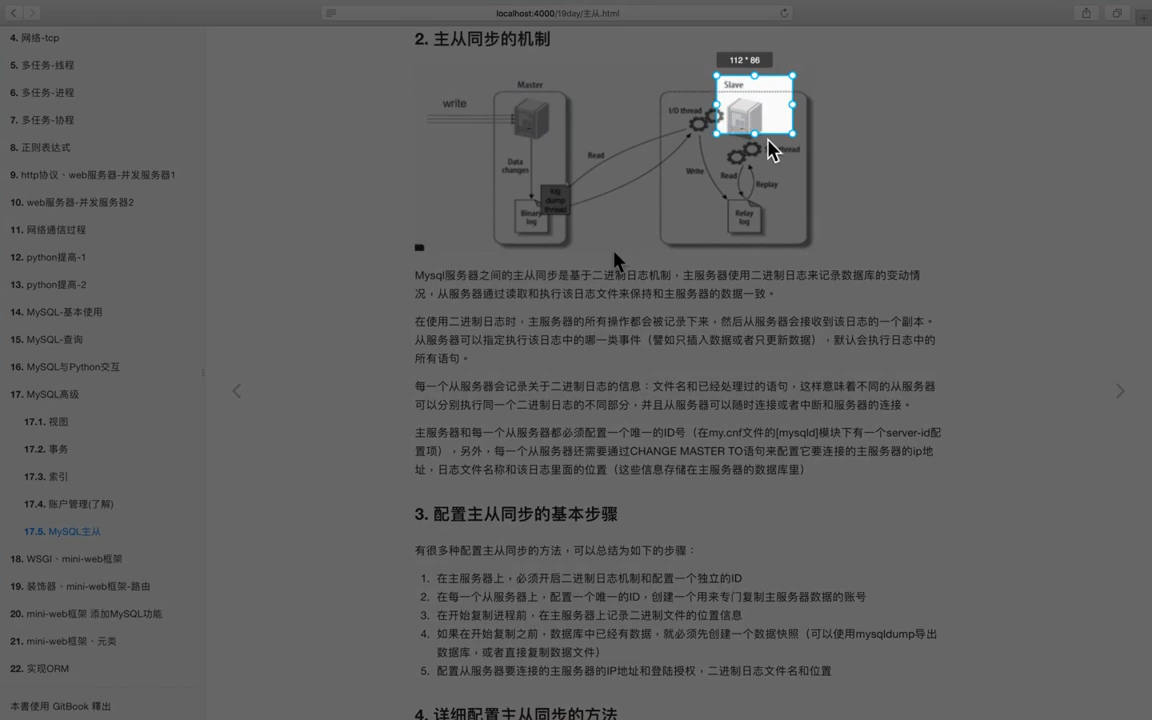 localhost:4000/19day/主从.html
4. 网络-tcp
5. 多任务-线程
6. 多任务-进程
7. 多任务-协程
8. 正则表达式
9. http协议、web服务器-并发服务器1
10. web服务器-并发服务器2
11. 网络通信过程
12. python提高-1
13. python提高-2
14. MySQL-基本使用
15. MySQL-查询
16. MySQL与Python交互
17. MySQL高级
17.1. 视图
17.2. 事务
17.3. 索引
17.4. 账户管理(了解)
17.5. MySQL主从
18. WSGI、mini-web框架
19. 装饰器、mini-web框架-路由
20. mini-web框架 添加MySQL功能
21. mini-web框架、元类
22. 实现ORM
本書使用 GitBook 釋出
2. 主从同步的机制
112 * 86
Master
Slave
write
I/O thread
Data
changes
Read
Write
Read
Replay
thread
log
dump
thread
Binary
log
Relay
log
Mysql服务器之间的主从同步是基于二进制日志机制，主服务器使用二进制日志来记录数据库的变动情
况，从服务器通过读取和执行该日志文件来保持和主服务器的数据一致。
在使用二进制日志时，主服务器的所有操作都会被记录下来，然后从服务器会接收到该日志的一个副本。
从服务器可以指定执行该日志中的哪一类事件（譬如只插入数据或者只更新数据），默认会执行日志中的
所有语句。
每一个从服务器会记录关于二进制日志的信息：文件名和已经处理过的语句，这样意味着不同的从服务器
可以分别执行同一个二进制日志的不同部分，并且从服务器可以随时连接或者中断和服务器的连接。
主服务器和每一个从服务器都必须配置一个唯一的ID号（在my.cnf文件的[mysqld]模块下有一个server-id配
置项），另外，每一个从服务器还需要通过CHANGE MASTER TO语句来配置它要连接的主服务器的ip地
址，日志文件名称和该日志里面的位置（这些信息存储在主服务器的数据库里）
3. 配置主从同步的基本步骤
有很多种配置主从同步的方法，可以总结为如下的步骤：
1. 在主服务器上，必须开启二进制日志机制和配置一个独立的ID
2. 在每一个从服务器上，配置一个唯一的ID，创建一个用来专门复制主服务器数据的账号
3. 在开始复制进程前，在主服务器上记录二进制文件的位置信息
4. 如果在开始复制之前，数据库中已经有数据，就必须先创建一个数据快照（可以使用mysqldump导出
数据库，或者直接复制数据文件）
5. 配置从服务器要连接的主服务器的IP地址和登陆授权，二进制日志文件名和位置
4. 详细配置主从同步的方法